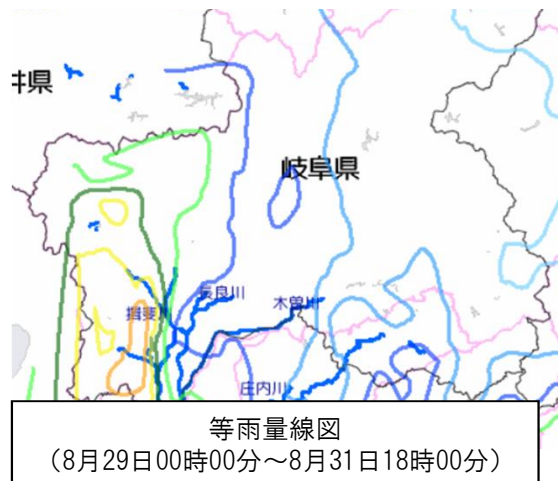 井県
岐阜県
長良川
木曽川
揖斐川
庄内川
等雨量線図
（8月29日00時00分～8月31日18時00分）